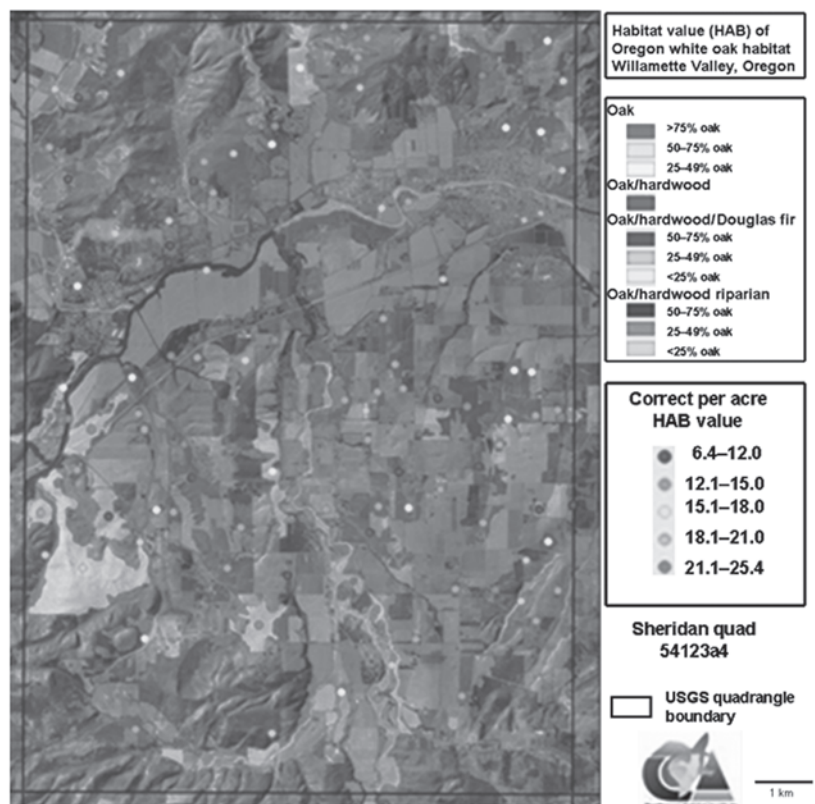 Habitat value (HAB) of
Oregon white oak habitat
Willamette Valley, Oregon
Oak
>75% oak
50–75% oak
25–49% oak
Oak/hardwood
Oak/hardwood/Douglas fir
50–75% oak
25–49% oak
<25% oak
Oak/hardwood riparian
50–75% oak
25–49% oak
<25% oak
Correct per acre
HAB value
6.4–12.0
12.1–15.0
15.1–18.0
18.1–21.0
21.1–25.4
Sheridan quad
54123a4
USGS quadrangle
boundary
1 km